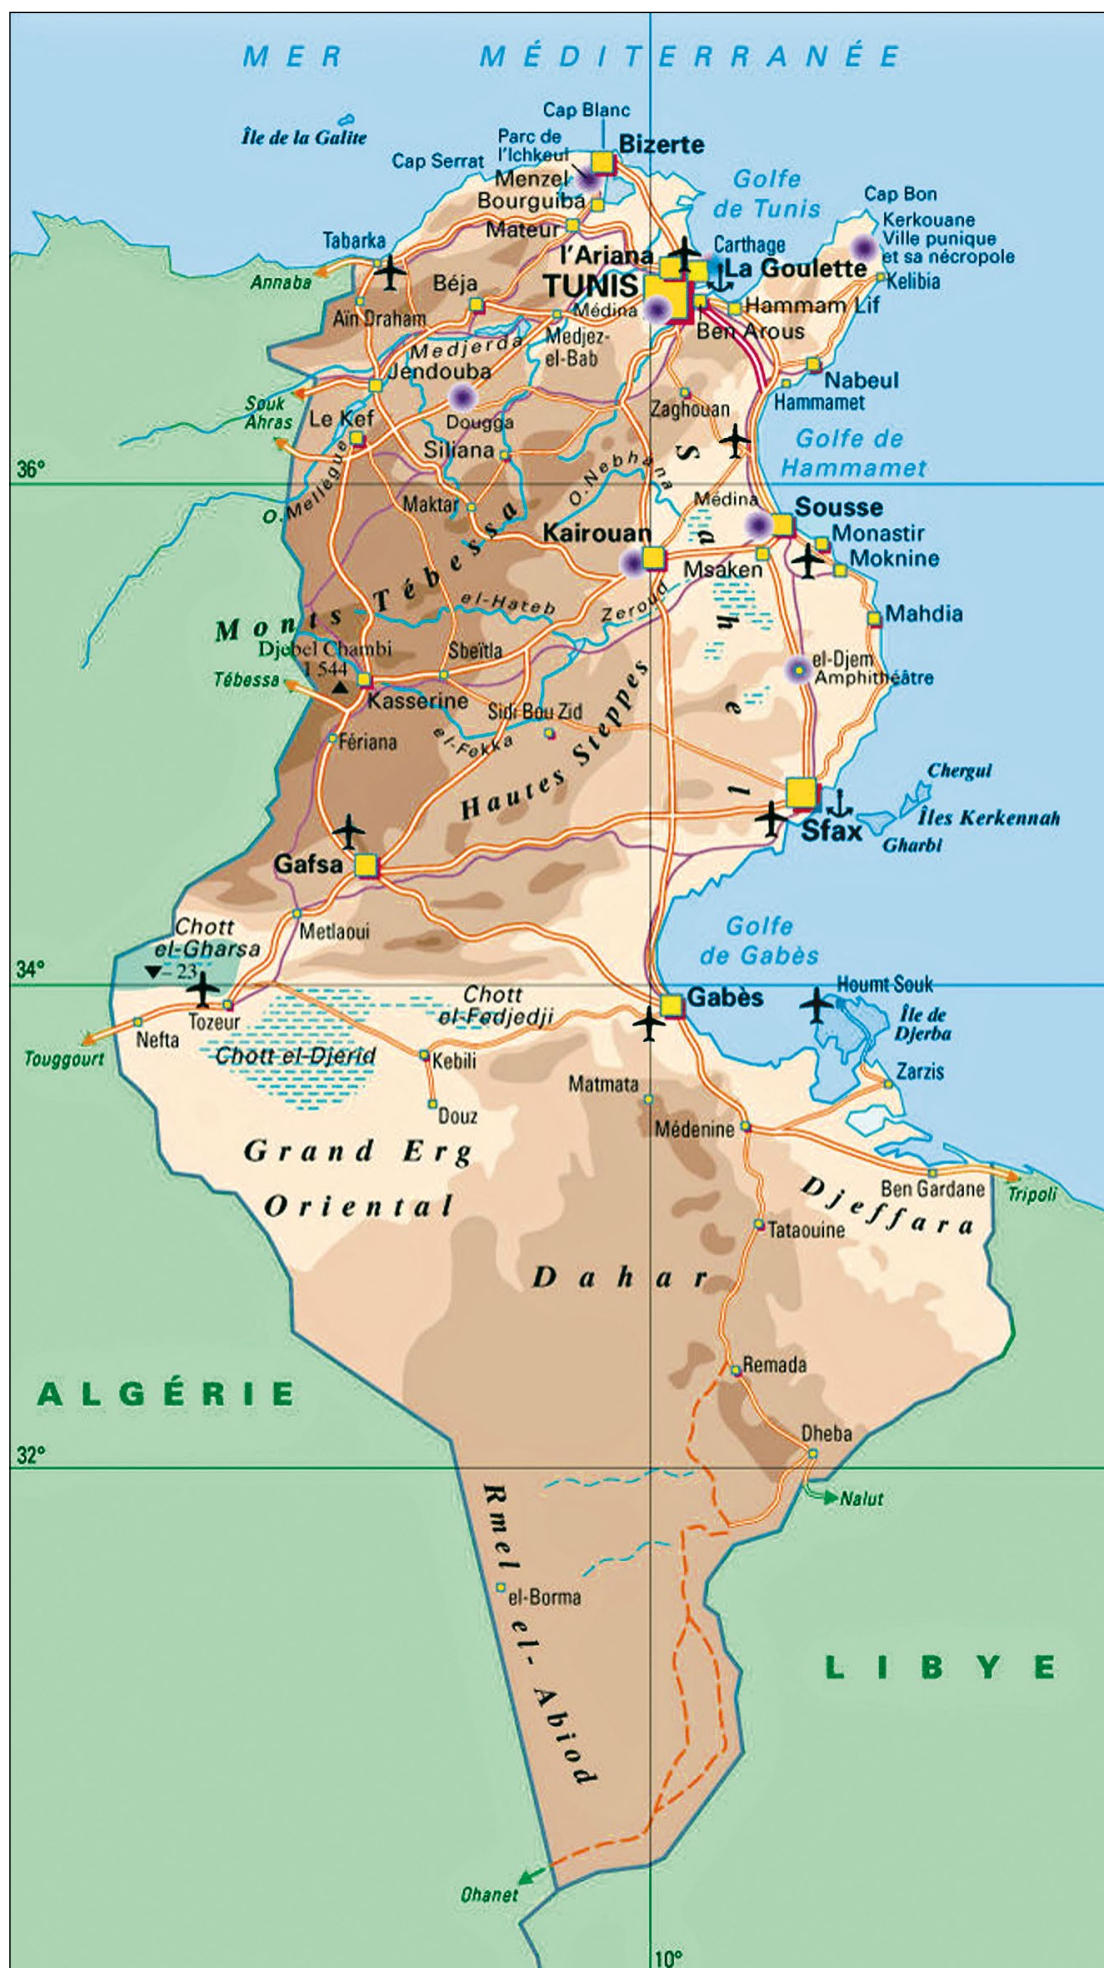 MER MÉDITERRANÉE
Cap Blanc
Île de la Galite
Parc de
l'Ichkeul
Bizerte
Cap Serrat
Menzel
Bourguiba
Golfe
de Tunis
Cap Bon
Kerkouane
Ville punique
et sa nécropole
Mateur
Tabarka
l'Ariana
Carthage
La Goulette
Kelibia
Annaba
Béja
TUNIS
Médina
Hammam Lif
Aïn Draham
Medjerda
Medjez-
el-Bab
Ben Arous
Jendouba
Nabeul
Souk
Ahras
Le Kef
Dougga
Zaghouan
Hammamet
Siliana
Golfe de
Hammamet
36°
O. Mellègue
O. Nebhana
Maktar
Médina
Sousse
Kairouan
Monastir
Msaken
Moknine
Sahel
el-Hateb
Zeroud
Mahdia
Monts Tébessa
Djebel Chambi
1 544
Sbeïtla
el-Djem
Amphithéâtre
Tébessa
Kasserine
Sidi Bou Zid
Fériana
el-Fekka
Hautes Steppes
Chergui
Îles Kerkennah
Sfax
Gharbi
Gafsa
Metlaoui
Chott
el-Gharsa
– 23
Golfe
de Gabès
34°
Houmt Souk
Chott
el-Fedjedji
Gabès
Île de
Djerba
Tozeur
Nefta
Touggourt
Chott el-Djerid
Kebili
Zarzis
Matmata
Douz
Médenine
Grand Erg
Oriental
Ben Gardane
Tripoli
Djeffara
Tataouine
Dahar
Remada
ALGÉRIE
Dheba
32°
Nalut
Rmel el-Abiod
el-Borma
LIBYE
Ohanet
10°